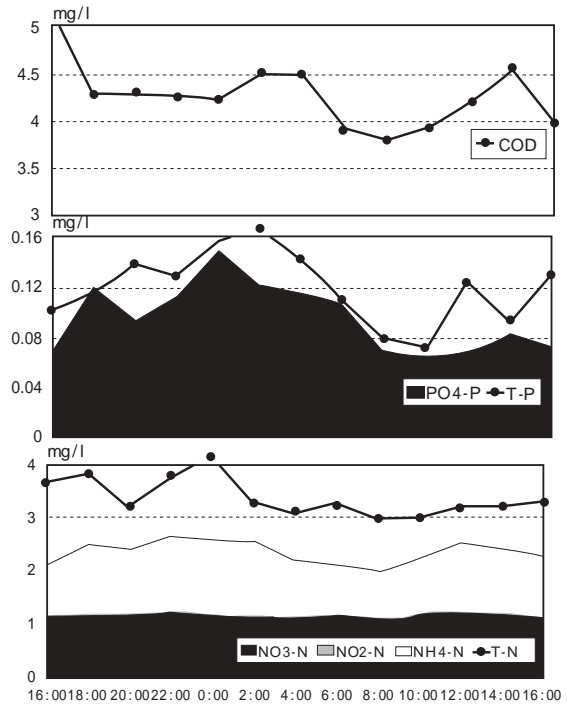 mg/l
5
4.5
4
3.5
3
COD
mg/l
0.16
0.12
0.08
0.04
0
PO4-P T-P
mg/l
4
3
2
1
0
NO3-N NO2-N NH4-N T-N
16:00 18:00 20:00 22:00 0:00 2:00 4:00 6:00 8:00 10:00 12:00 14:00 16:00